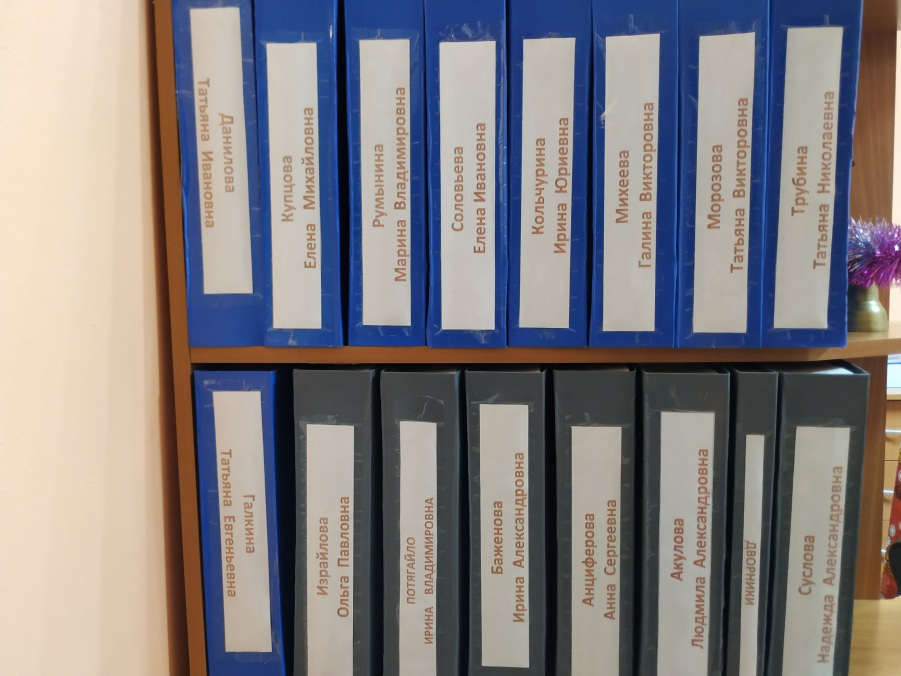 Данилова
Татьяна Ивановна
Купцова
Елена Михайловна
Румынина
Марина Владимировна
Соловьева
Елена Ивановна
Кольчурина
Ирина Юриевна
Михеева
Галина Викторовна
Морозова
Татьяна Викторовна
Трубина
Татьяна Николаевна
Галкина
Татьяна Евгеньевна
Израйлова
Ольга Павловна
ПОТЯГАЙЛО
ИРИНА ВЛАДИМИРОВНА
Баженова
Ирина Александровна
Анциферова
Анна Сергеевна
Акулова
Людмила Александровна
ДВОРНИКИ
Суслова
Надежда Александровна